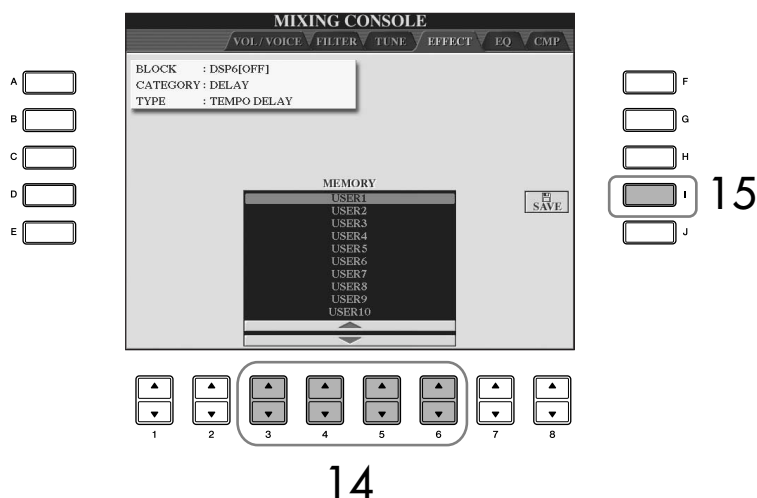 MIXING CONSOLE
VOL/VOICE FILTER TUNE EFFECT EQ CMP
BLOCK : DSP6[OFF]
CATEGORY : DELAY
TYPE : TEMPO DELAY
A
B
C
D
E
F
G
H
I
J
15
MEMORY
USER1
USER2
USER3
USER4
USER5
USER6
USER7
USER8
USER9
USER10
SAVE
1 2 3 4 5 6 7 8
14